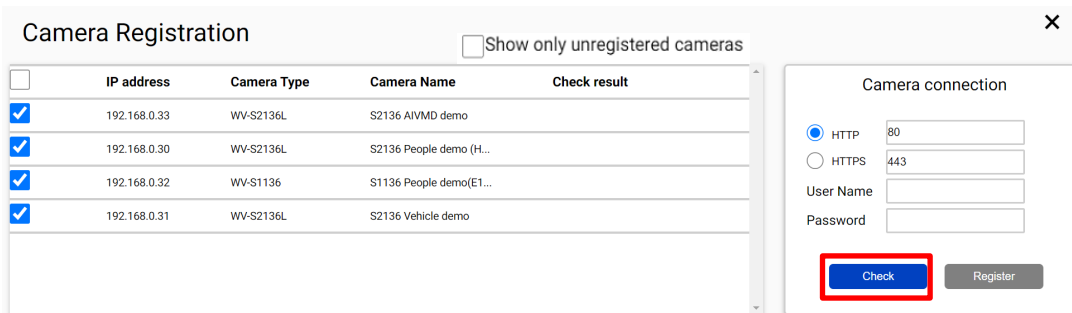 Camera Registration
Show only unregistered cameras
IP address Camera Type Camera Name Check result
192.168.0.33 WV-S2136L S2136 AIVMD demo
192.168.0.30 WV-S2136L S2136 People demo (H...
192.168.0.32 WV-S1136 S1136 People demo(E1...
192.168.0.31 WV-S2136L S2136 Vehicle demo
Camera connection
HTTP 80
HTTPS 443
User Name
Password
Check Register